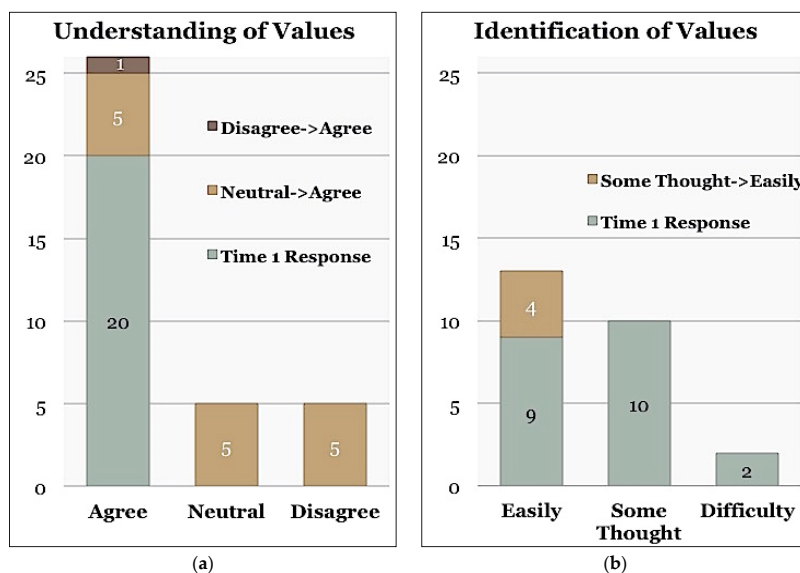 Understanding of Values
25
20
15
10
5
0
1
5
20
5
5
Disagree->Agree
Neutral->Agree
Time 1 Response
Agree Neutral Disagree
(a)
Identification of Values
25
20
15
10
5
0
Some Thought->Easily
Time 1 Response
4
9
10
2
Easily Some Difficulty
Thought
(b)